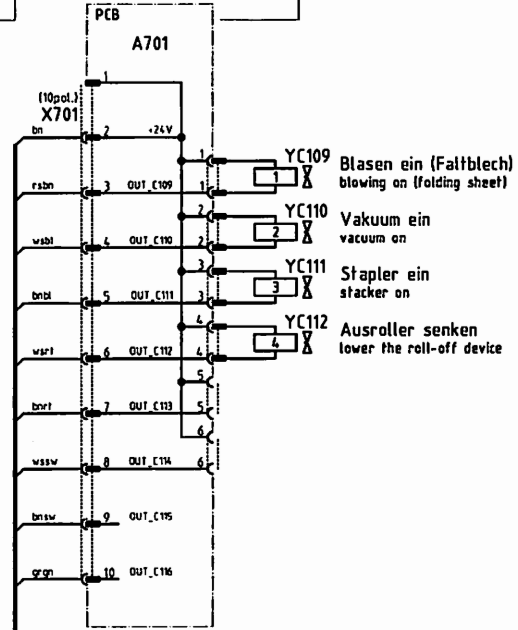 PCB
A701
1
(10pol.)
X701
bn 2 +24V
1 YC109 Blasen ein (Faltblech)
1 blowing on (folding sheet)
rsbn 3 OUT_C109 1
2 YC110 Vakuum ein
2 vacuum on
wsbl 4 OUT_C110 2
3 YC111 Stapler ein
3 stacker on
bnbl 5 OUT_C111 3
4 YC112 Ausroller senken
4 lower the roll-off device
wsrt 6 OUT_C112 4
5
bnrt 7 OUT_C113 5
6
wssw 8 OUT_C114 6
bnsw 9 OUT_C115
grgn 10 OUT_C116